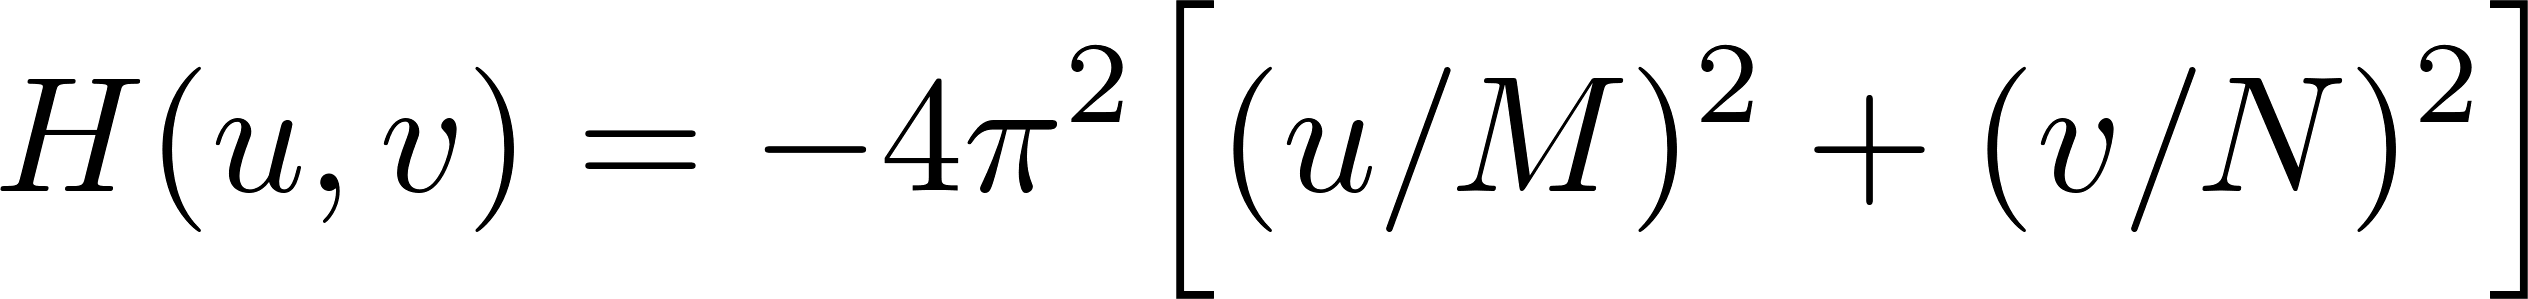 H(u, v) = −4π²[(u/M)² + (v/N)²]